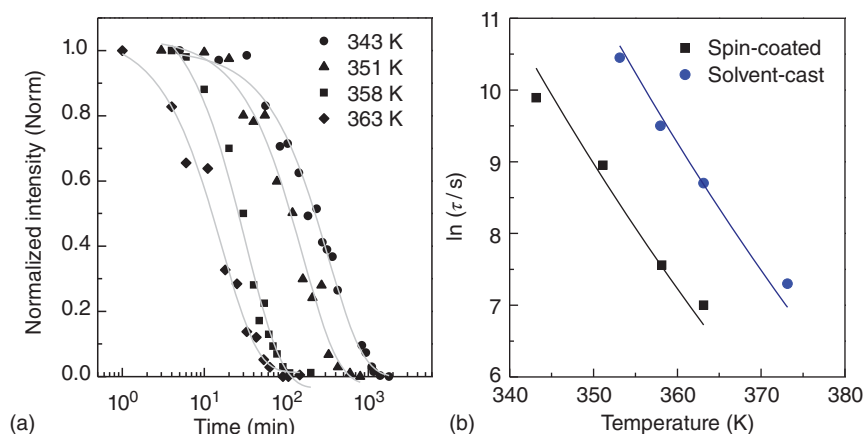 (a)
Normalized intensity (Norm)
1.0
0.8
0.6
0.4
0.2
0.0
343 K
351 K
358 K
363 K
10⁰ 10¹ 10² 10³
Time (min)
(b)
ln (τ / s)
11
10
9
8
7
6
5
Spin-coated
Solvent-cast
340 350 360 370 380
Temperature (K)